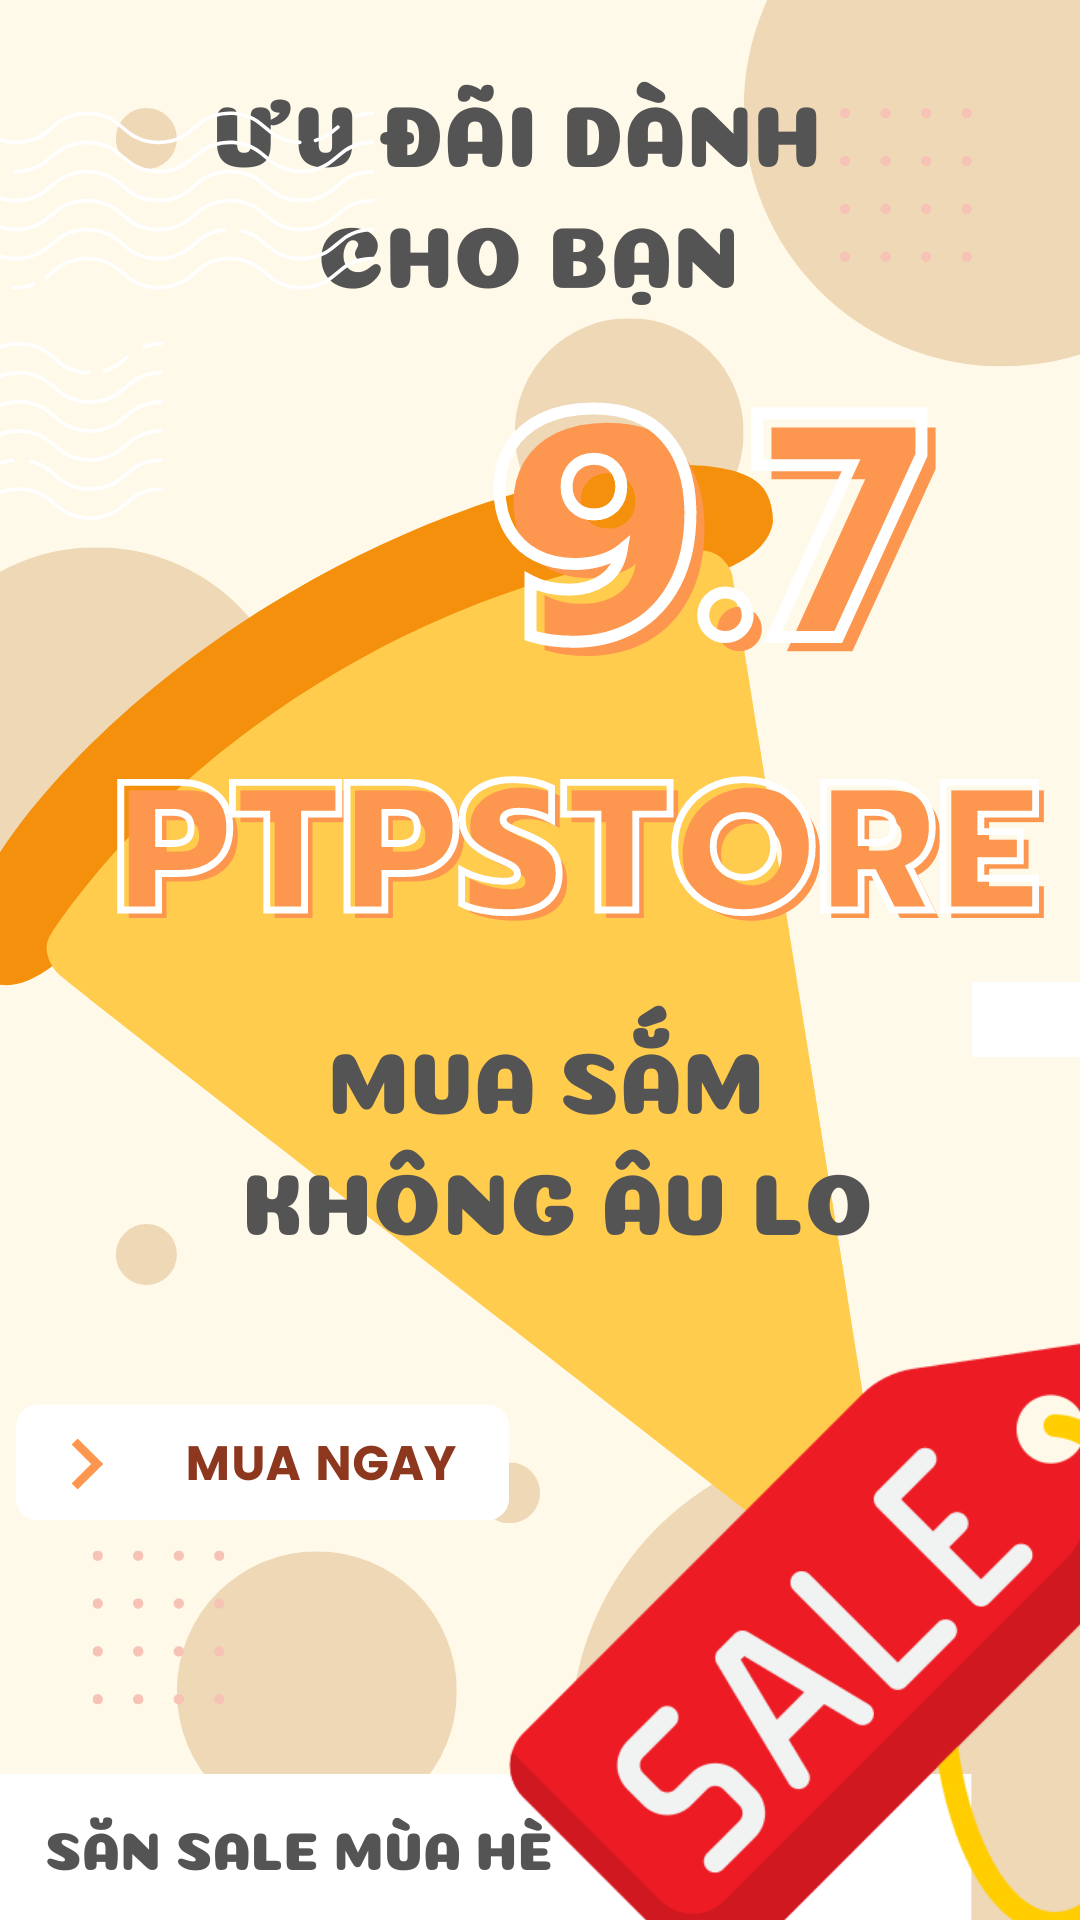 ƯU ĐÃI DÀNH
CHO BẠN
9.7
PTPSTORE
MUA SẮM
KHÔNG ÂU LO
MUA NGAY
SALE
SĂN SALE MÙA HÈ